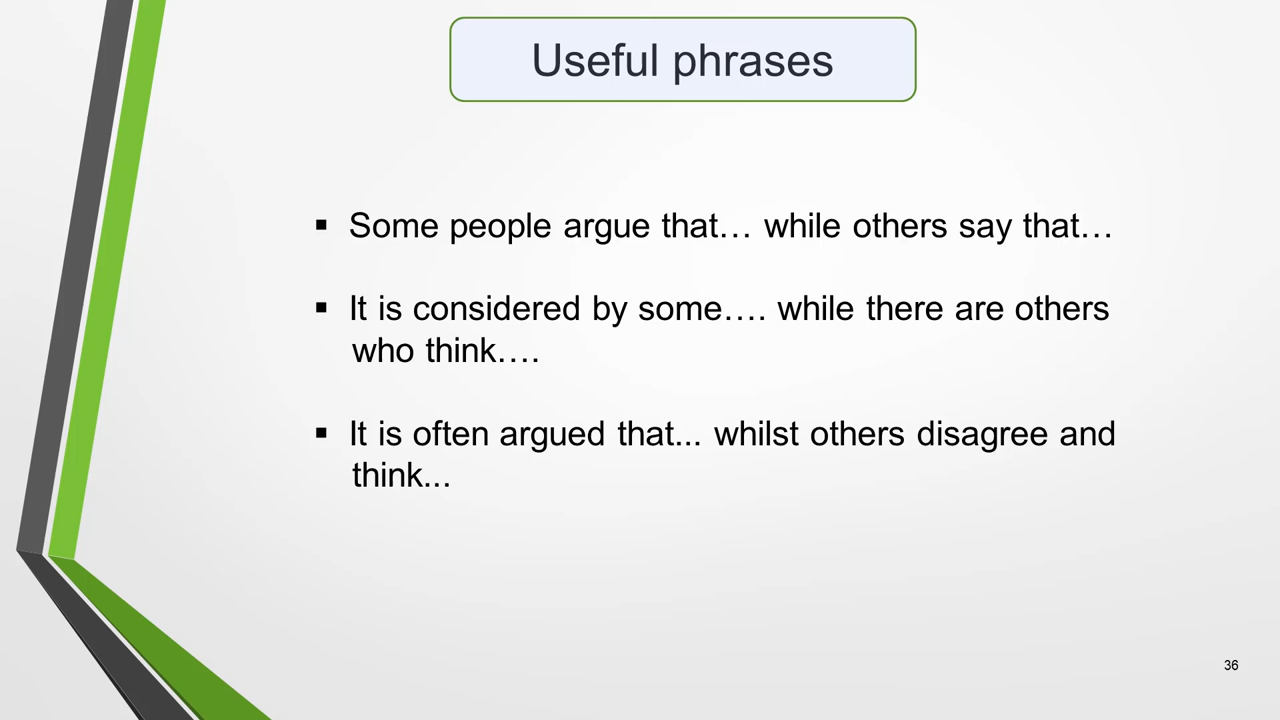 Useful phrases
▪ Some people argue that… while others say that…
▪ It is considered by some…. while there are others
who think….
▪ It is often argued that... whilst others disagree and
think...
36